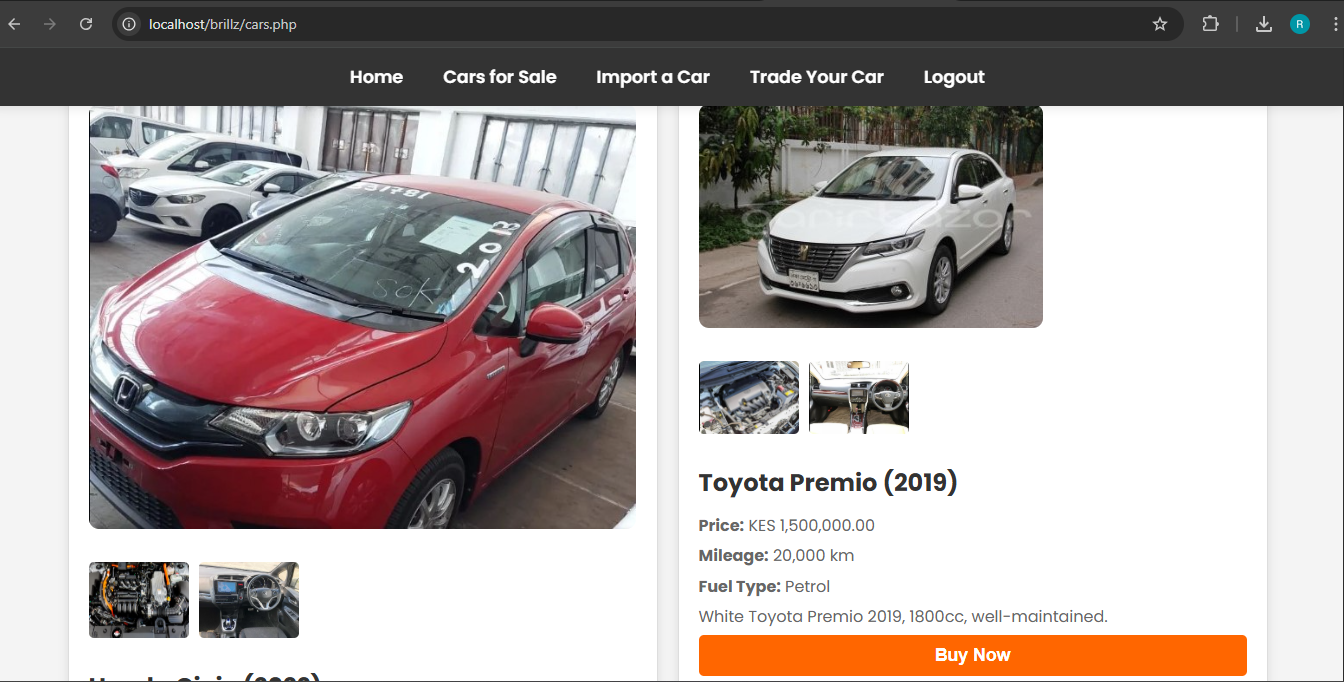 localhost/brillz/cars.php
R
Home Cars for Sale Import a Car Trade Your Car Logout
2013
SOK
Toyota Premio (2019)
Price: KES 1,500,000.00
Mileage: 20,000 km
Fuel Type: Petrol
White Toyota Premio 2019, 1800cc, well-maintained.
Buy Now